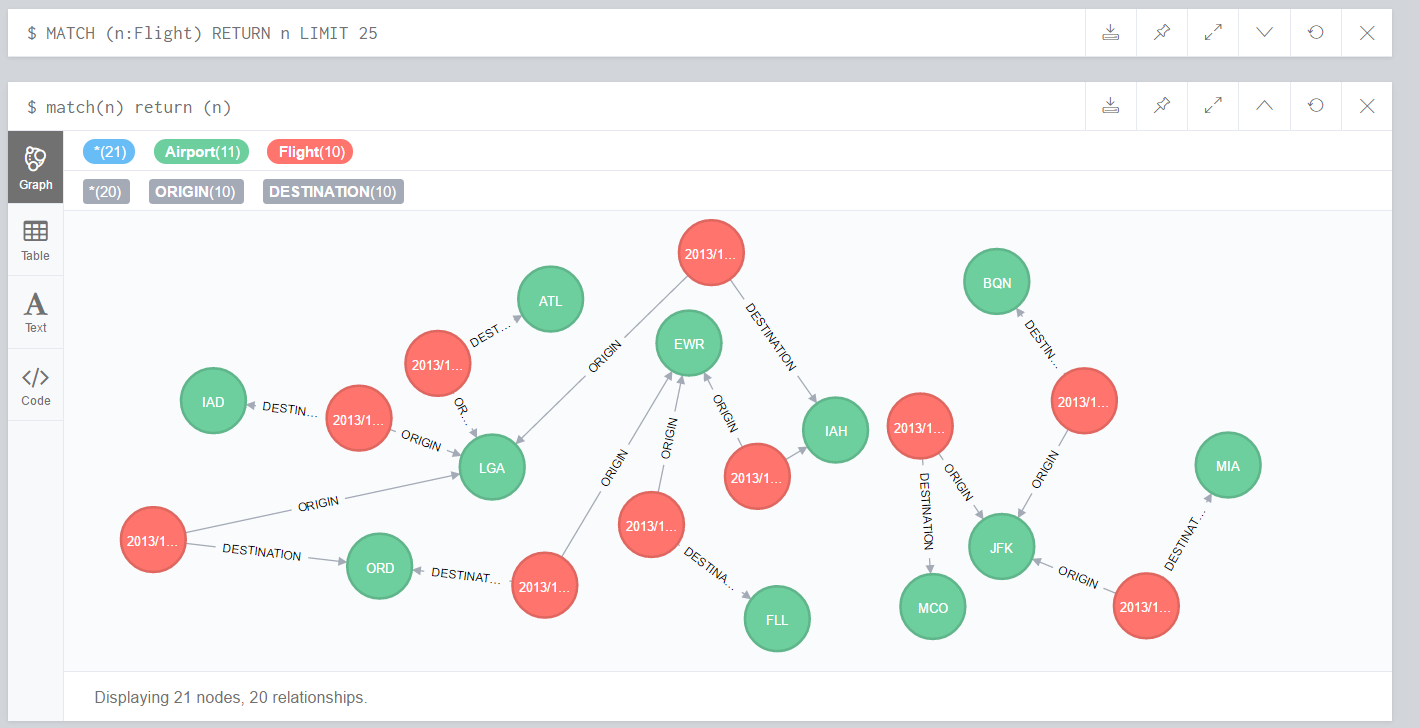 $ MATCH (n:Flight) RETURN n LIMIT 25
$ match(n) return (n)
*(21) Airport(11) Flight(10)
*(20) ORIGIN(10) DESTINATION(10)
Graph
Table
Text
Code
2013/1...
BQN
ATL
DESTINATION
DEST...
EWR
DESTIN...
ORIGIN
2013/1...
IAD
DESTIN...
2013/1...
OR...
ORIGIN
ORIGIN
ORIGIN
IAH
2013/1...
2013/1...
LGA
ORIGIN
2013/1...
ORIGIN
ORIGIN
MIA
ORIGIN
2013/1...
DESTINATION
DESTINAT...
2013/1...
DESTINATION
JFK
ORD
DESTINAT...
2013/1...
DESTINA...
ORIGIN
MCO
2013/1...
FLL
Displaying 21 nodes, 20 relationships.